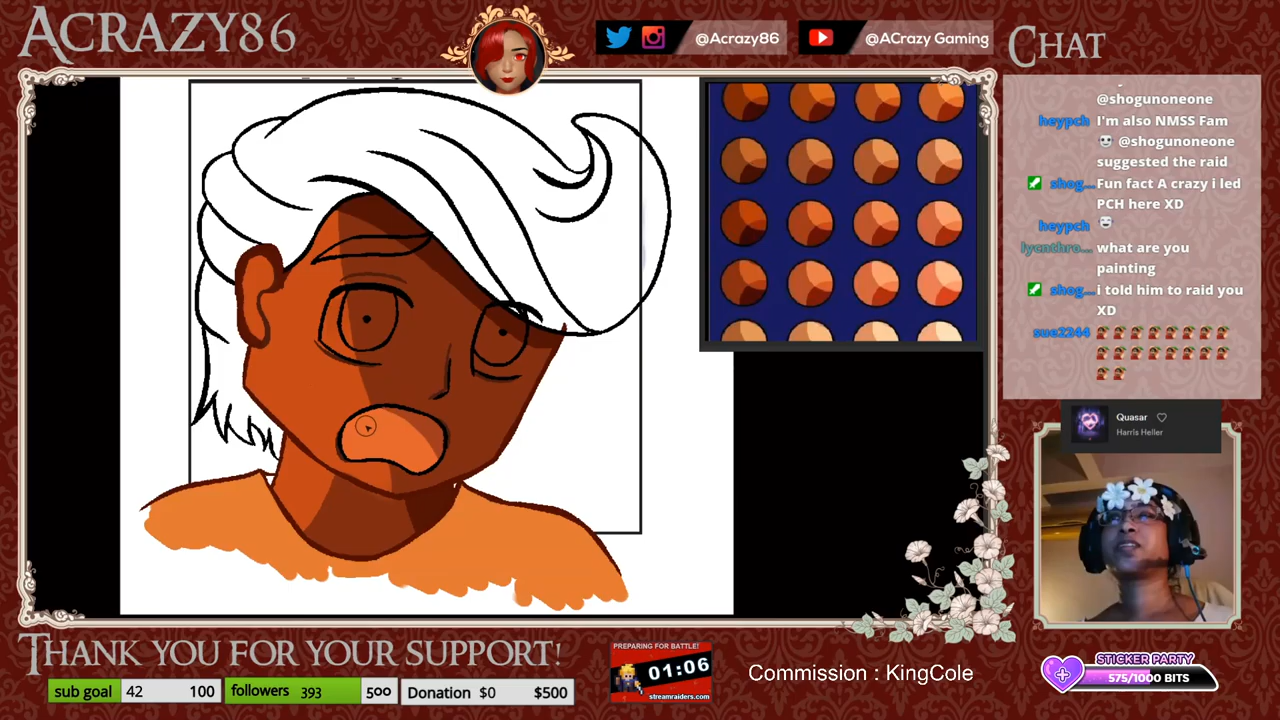 ACRAZY86
@Acrazy86
@ACrazy Gaming
CHAT
@shogunoneone
heypch I'm also NMSS Fam
@shogunoneone
suggested the raid
shog... Fun fact A crazy i led
PCH here XD
heypch
lycnthro... what are you
painting
shog... i told him to raid you
XD
sue2344
Quasar
Harris Heller
THANK YOU FOR YOUR SUPPORT!
sub goal 42 100
followers 393 500
Donation $0 $500
PREPARING FOR BATTLE!
01:06
streamraiders.com
Commission : KingCole
STICKER PARTY
575/1000 BITS